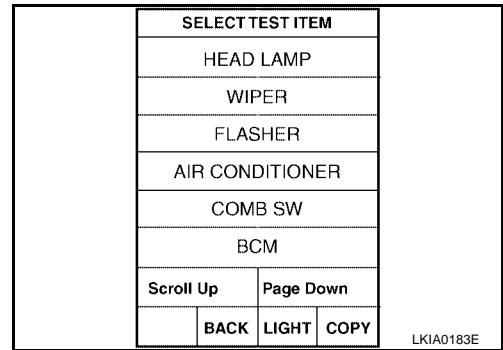 SELECT TEST ITEM
HEAD LAMP
WIPER
FLASHER
AIR CONDITIONER
COMB SW
BCM
Scroll Up Page Down
BACK LIGHT COPY
LKIA0183E